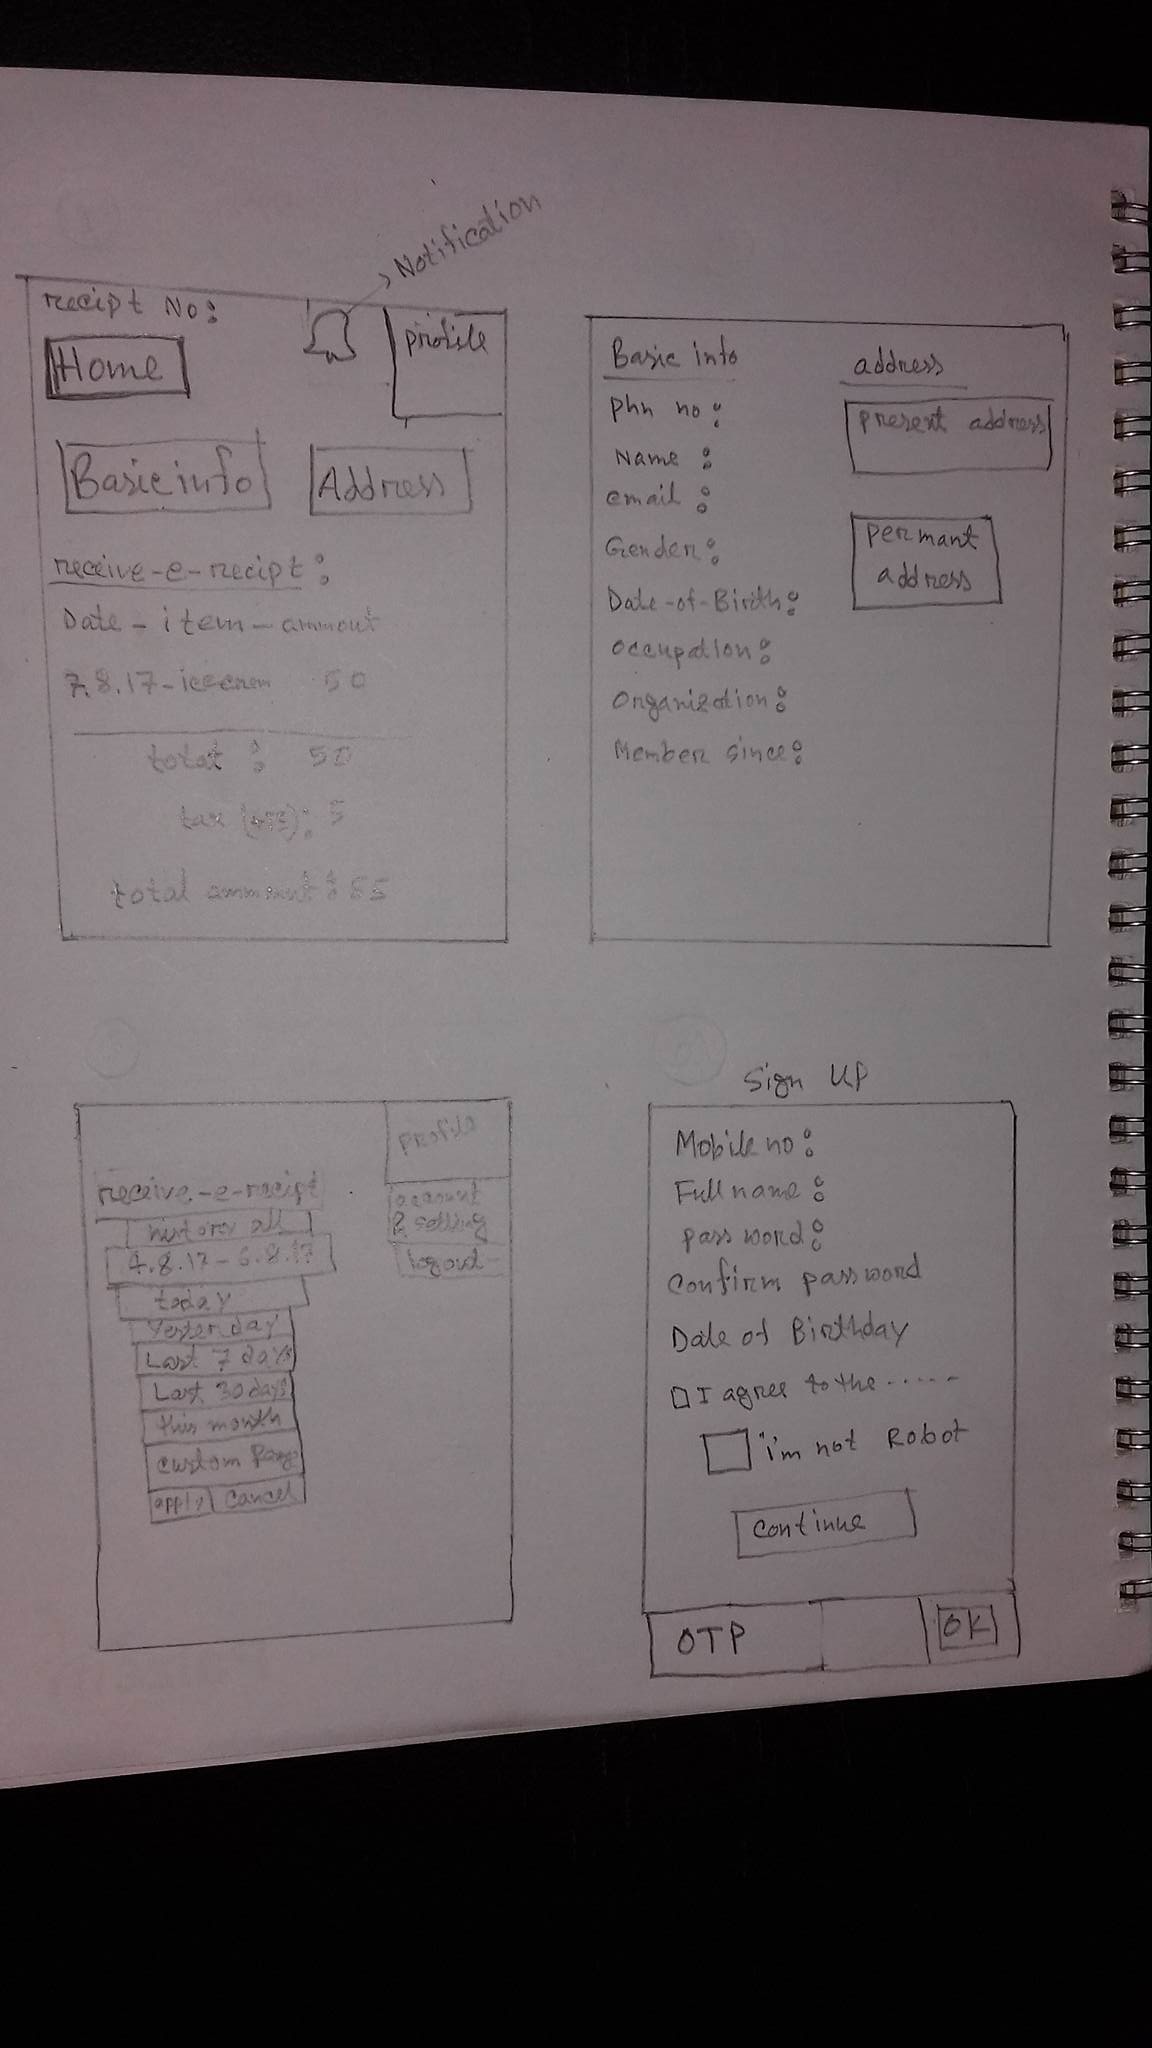 Notification
recipt No:
profile
Home
Basic info
Address
receive-e-recipt:
Date - item - ammout
7.8.17 - icecrem 50
total : 50
tax : 5
total ammount : 55
Basic info
address
phn no :
present address
Name :
email :
permant
address
Gender :
Date-of-Birth :
occupation :
organization :
Member since :
profile
receive-e-recipt
account
& setting
logout
history all
4.8.17 - 6.8.17
today
yesterday
Last 7 days
Last 30 days
this month
custom
apply
cancel
Sign UP
Mobile no :
Full name :
password :
Confirm password
Date of Birthday
I agree to the ......
i'm not Robot
continue
OTP
OK